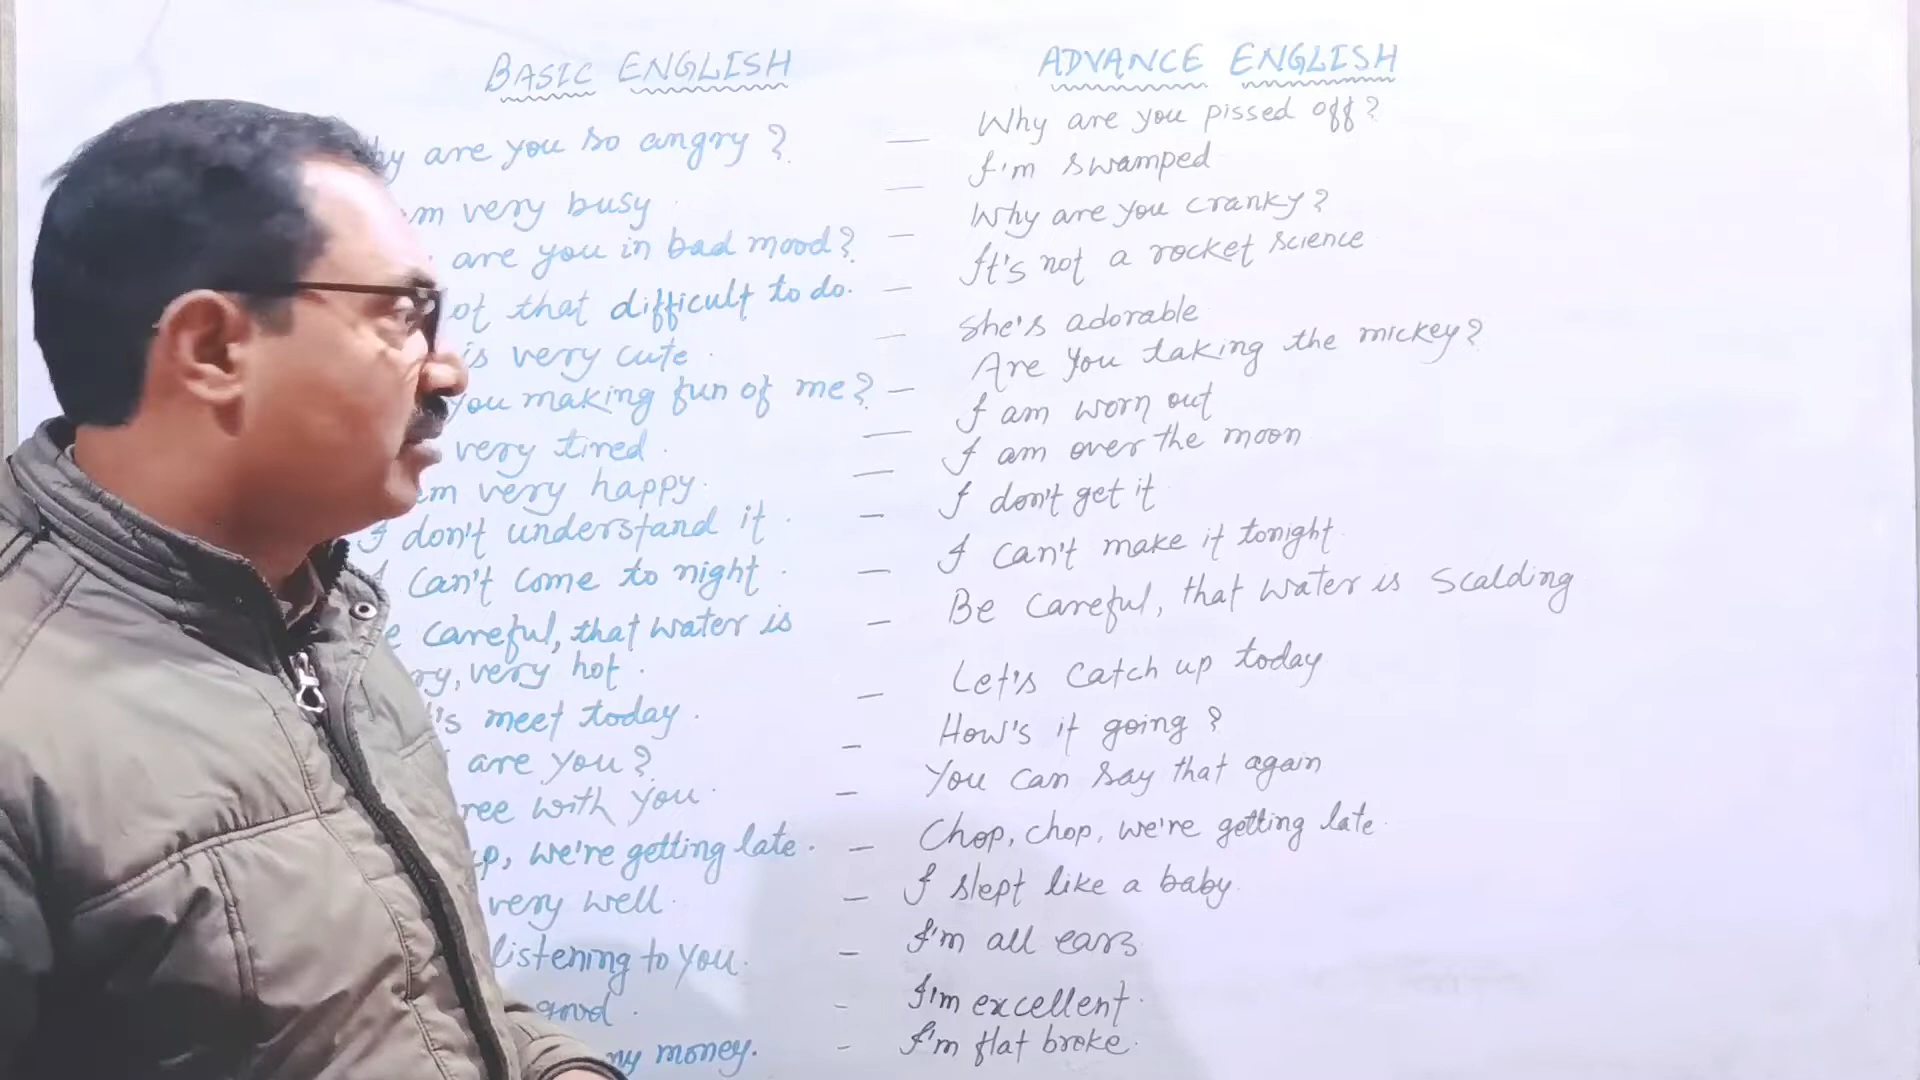 BASIC ENGLISH
are you so angry?
very busy
are you in bad mood?
that difficult to do.
is very cute
you making fun of me?
very tired.
very happy.
I don't understand it.
I can't come to night.
careful, that water is
very hot.
meet today.
are you?
with you.
we're getting late.
very well.
listening to you.
good.
my money.
ADVANCE ENGLISH
— Why are you pissed off?
— I'm swamped
— Why are you cranky?
— It's not a rocket science
— She's adorable
— Are you taking the mickey?
— I am worn out
— I am over the moon
— I don't get it
— I can't make it tonight
— Be careful, that water is scalding
— Let's catch up today
— How's it going?
— You can say that again
— Chop, chop, we're getting late.
— I slept like a baby.
— I'm all ears
— I'm excellent.
— I'm flat broke.